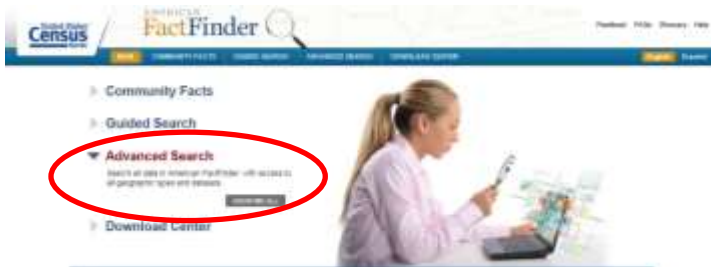 United States
Census
Bureau
AMERICAN
FactFinder
Feedback FAQs Glossary Help
MAIN COMMUNITY FACTS GUIDED SEARCH ADVANCED SEARCH DOWNLOAD CENTER
English Español
Community Facts
Guided Search
Advanced Search
Search all data in American FactFinder with access to
all geographic types and datasets.
SHOW ME ALL
Download Center